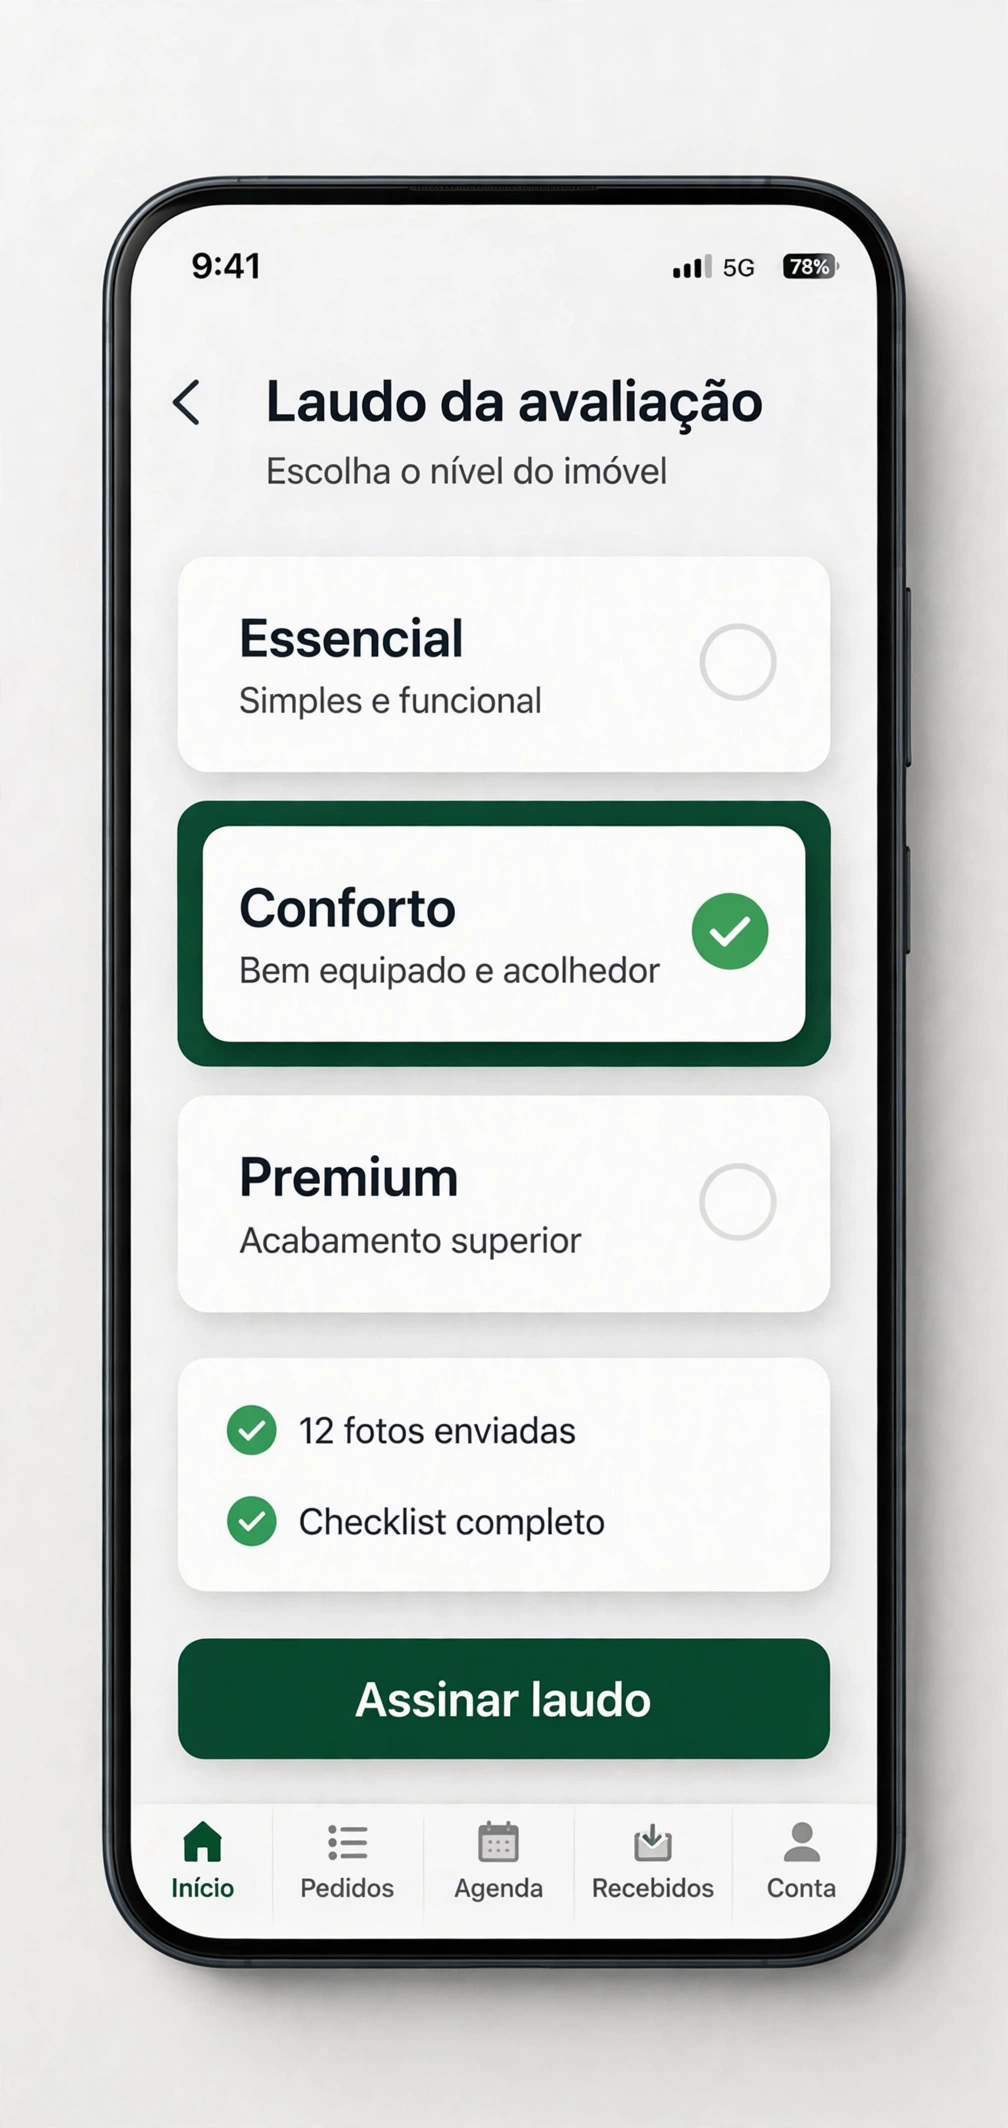 9:41
5G
78%
Laudo da avaliação
Escolha o nível do imóvel
Essencial
Simples e funcional
Conforto
Bem equipado e acolhedor
Premium
Acabamento superior
12 fotos enviadas
Checklist completo
Assinar laudo
Início
Pedidos
Agenda
Recebidos
Conta